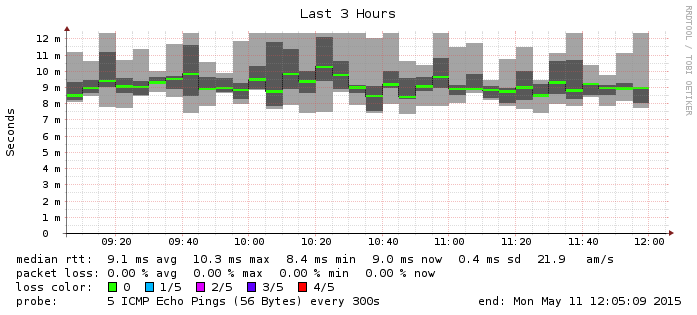 Last 3 Hours
RRDTOOL / TOBI OETIKER
Seconds
12 m
11 m
10 m
9 m
8 m
7 m
6 m
5 m
4 m
3 m
2 m
1 m
0
09:20 09:40 10:00 10:20 10:40 11:00 11:20 11:40 12:00
median rtt: 9.1 ms avg 10.3 ms max 8.4 ms min 9.0 ms now 0.4 ms sd 21.9 am/s
packet loss: 0.00 % avg 0.00 % max 0.00 % min 0.00 % now
loss color: 0 1/5 2/5 3/5 4/5
probe: 5 ICMP Echo Pings (56 Bytes) every 300s end: Mon May 11 12:05:09 2015